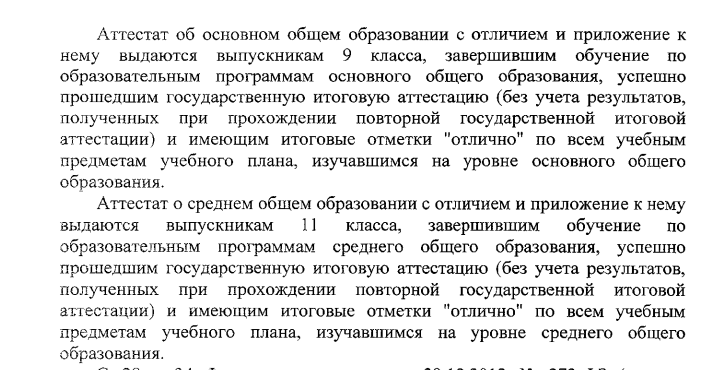 Аттестат об основном общем образовании с отличием и приложение к
нему выдаются выпускникам 9 класса, завершившим обучение по
образовательным программам основного общего образования, успешно
прошедшим государственную итоговую аттестацию (без учета результатов,
полученных при прохождении повторной государственной итоговой
аттестации) и имеющим итоговые отметки "отлично" по всем учебным
предметам учебного плана, изучавшимся на уровне основного общего
образования.
Аттестат о среднем общем образовании с отличием и приложение к нему
выдаются выпускникам 11 класса, завершившим обучение по
образовательным программам среднего общего образования, успешно
прошедшим государственную итоговую аттестацию (без учета результатов,
полученных при прохождении повторной государственной итоговой
аттестации) и имеющим итоговые отметки "отлично" по всем учебным
предметам учебного плана, изучавшимся на уровне среднего общего
образования.